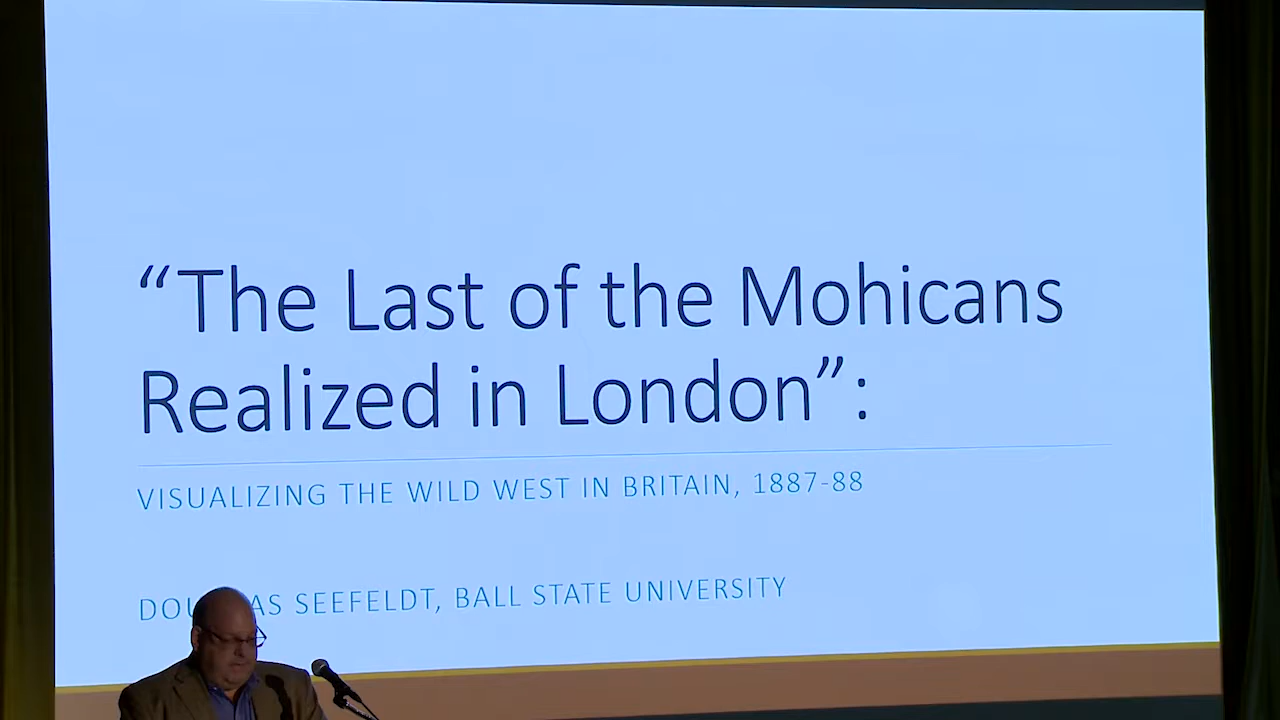 “The Last of the Mohicans
Realized in London”:
VISUALIZING THE WILD WEST IN BRITAIN, 1887-88
SEEFELDT, BALL STATE UNIVERSITY